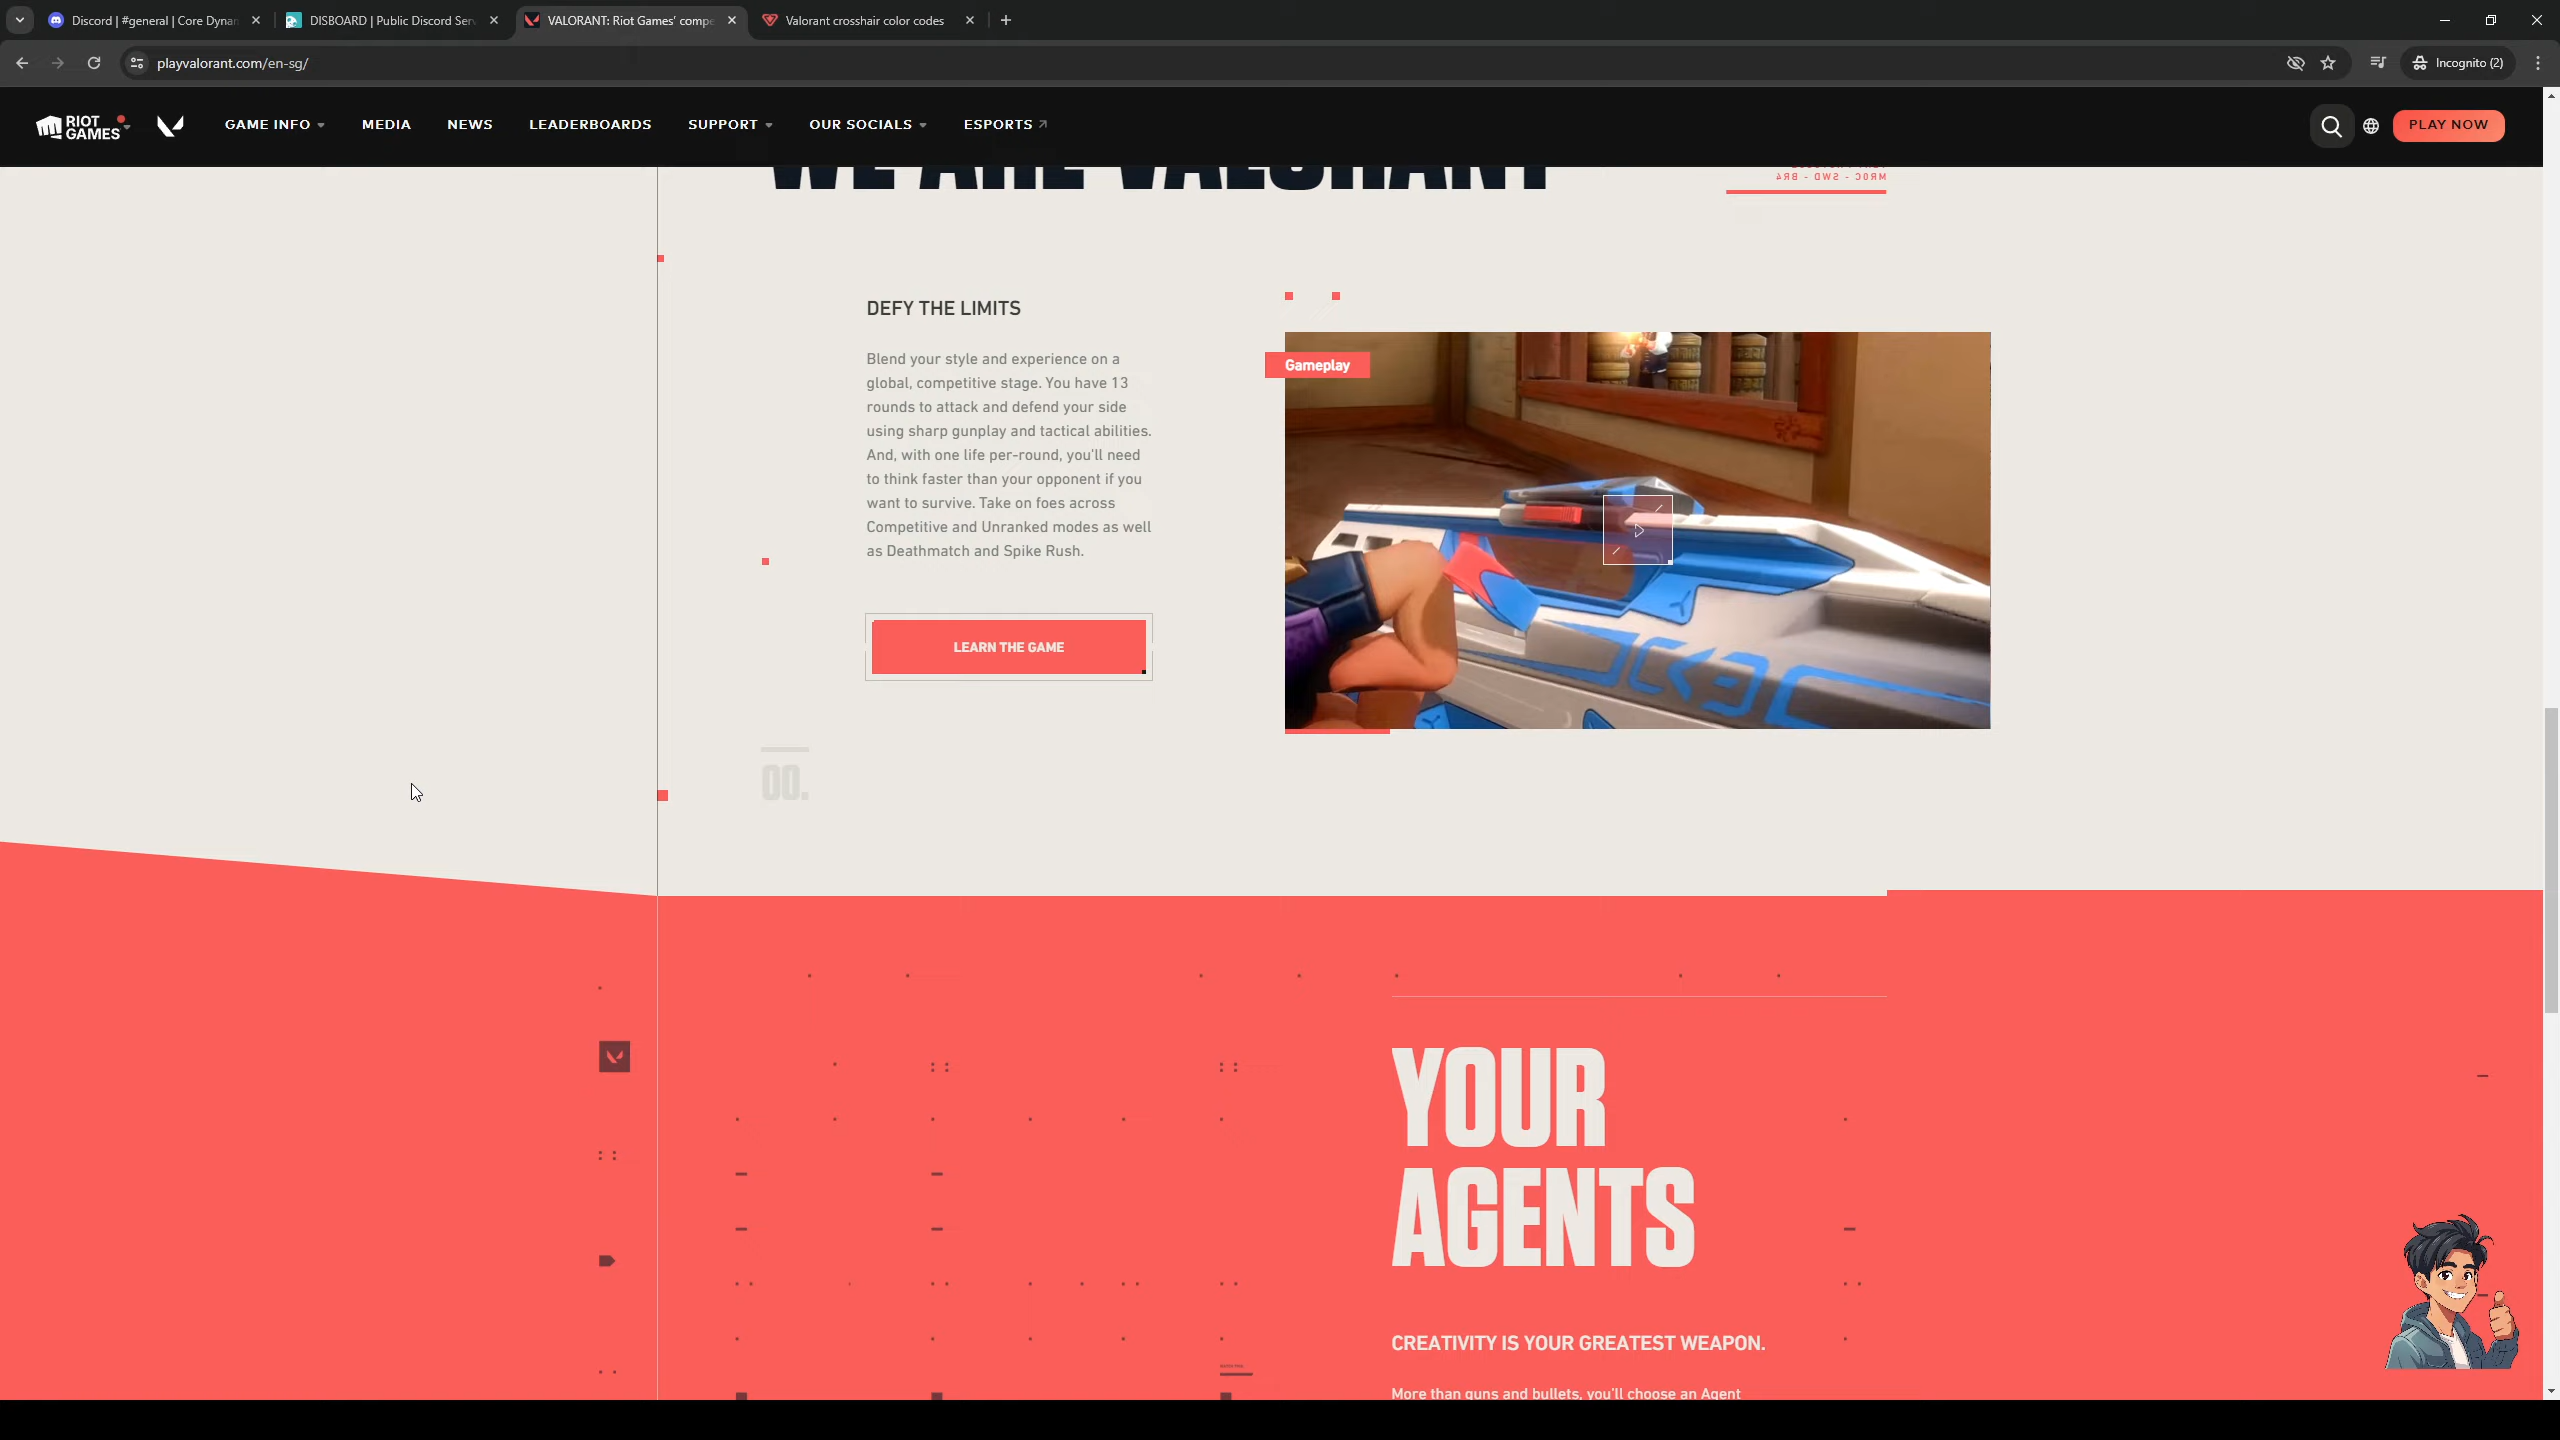 Discord | #general | Core Dynam
DISBOARD | Public Discord Serv
VALORANT: Riot Games' compe
Valorant crosshair color codes
playvalorant.com/en-sg/
Incognito (2)
RIOT
GAMES
GAME INFO
MEDIA
NEWS
LEADERBOARDS
SUPPORT
OUR SOCIALS
ESPORTS
PLAY NOW
WE ARE VALORANT
DEFY THE LIMITS
Blend your style and experience on a
global, competitive stage. You have 13
rounds to attack and defend your side
using sharp gunplay and tactical abilities.
And, with one life per-round, you'll need
to think faster than your opponent if you
want to survive. Take on foes across
Competitive and Unranked modes as well
as Deathmatch and Spike Rush.
LEARN THE GAME
Gameplay
00.
YOUR
AGENTS
CREATIVITY IS YOUR GREATEST WEAPON.
More than guns and bullets, you'll choose an Agent